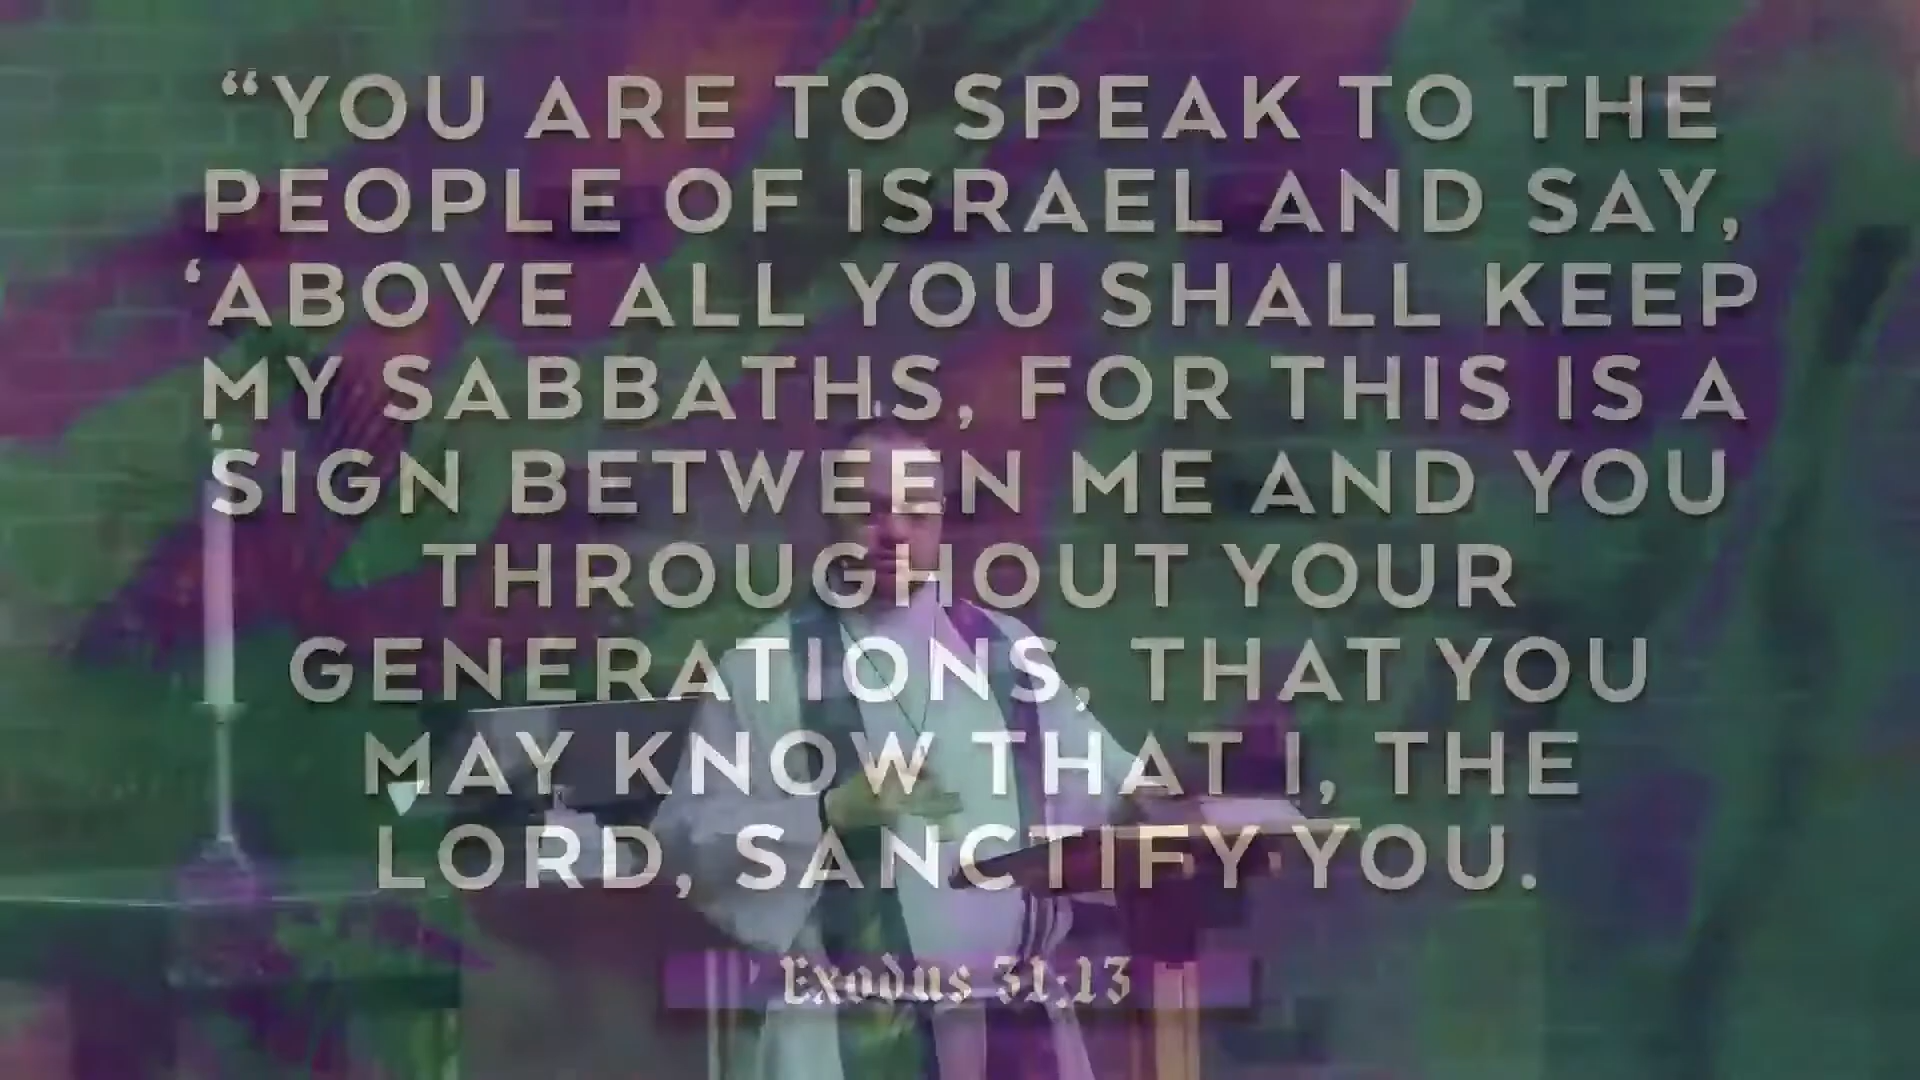 “YOU ARE TO SPEAK TO THE
PEOPLE OF ISRAEL AND SAY,
‘ABOVE ALL YOU SHALL KEEP
MY SABBATHS, FOR THIS IS A
SIGN BETWEEN ME AND YOU
THROUGHOUT YOUR
GENERATIONS, THAT YOU
MAY KNOW THAT I, THE
LORD, SANCTIFY YOU.
Exodus 31:13